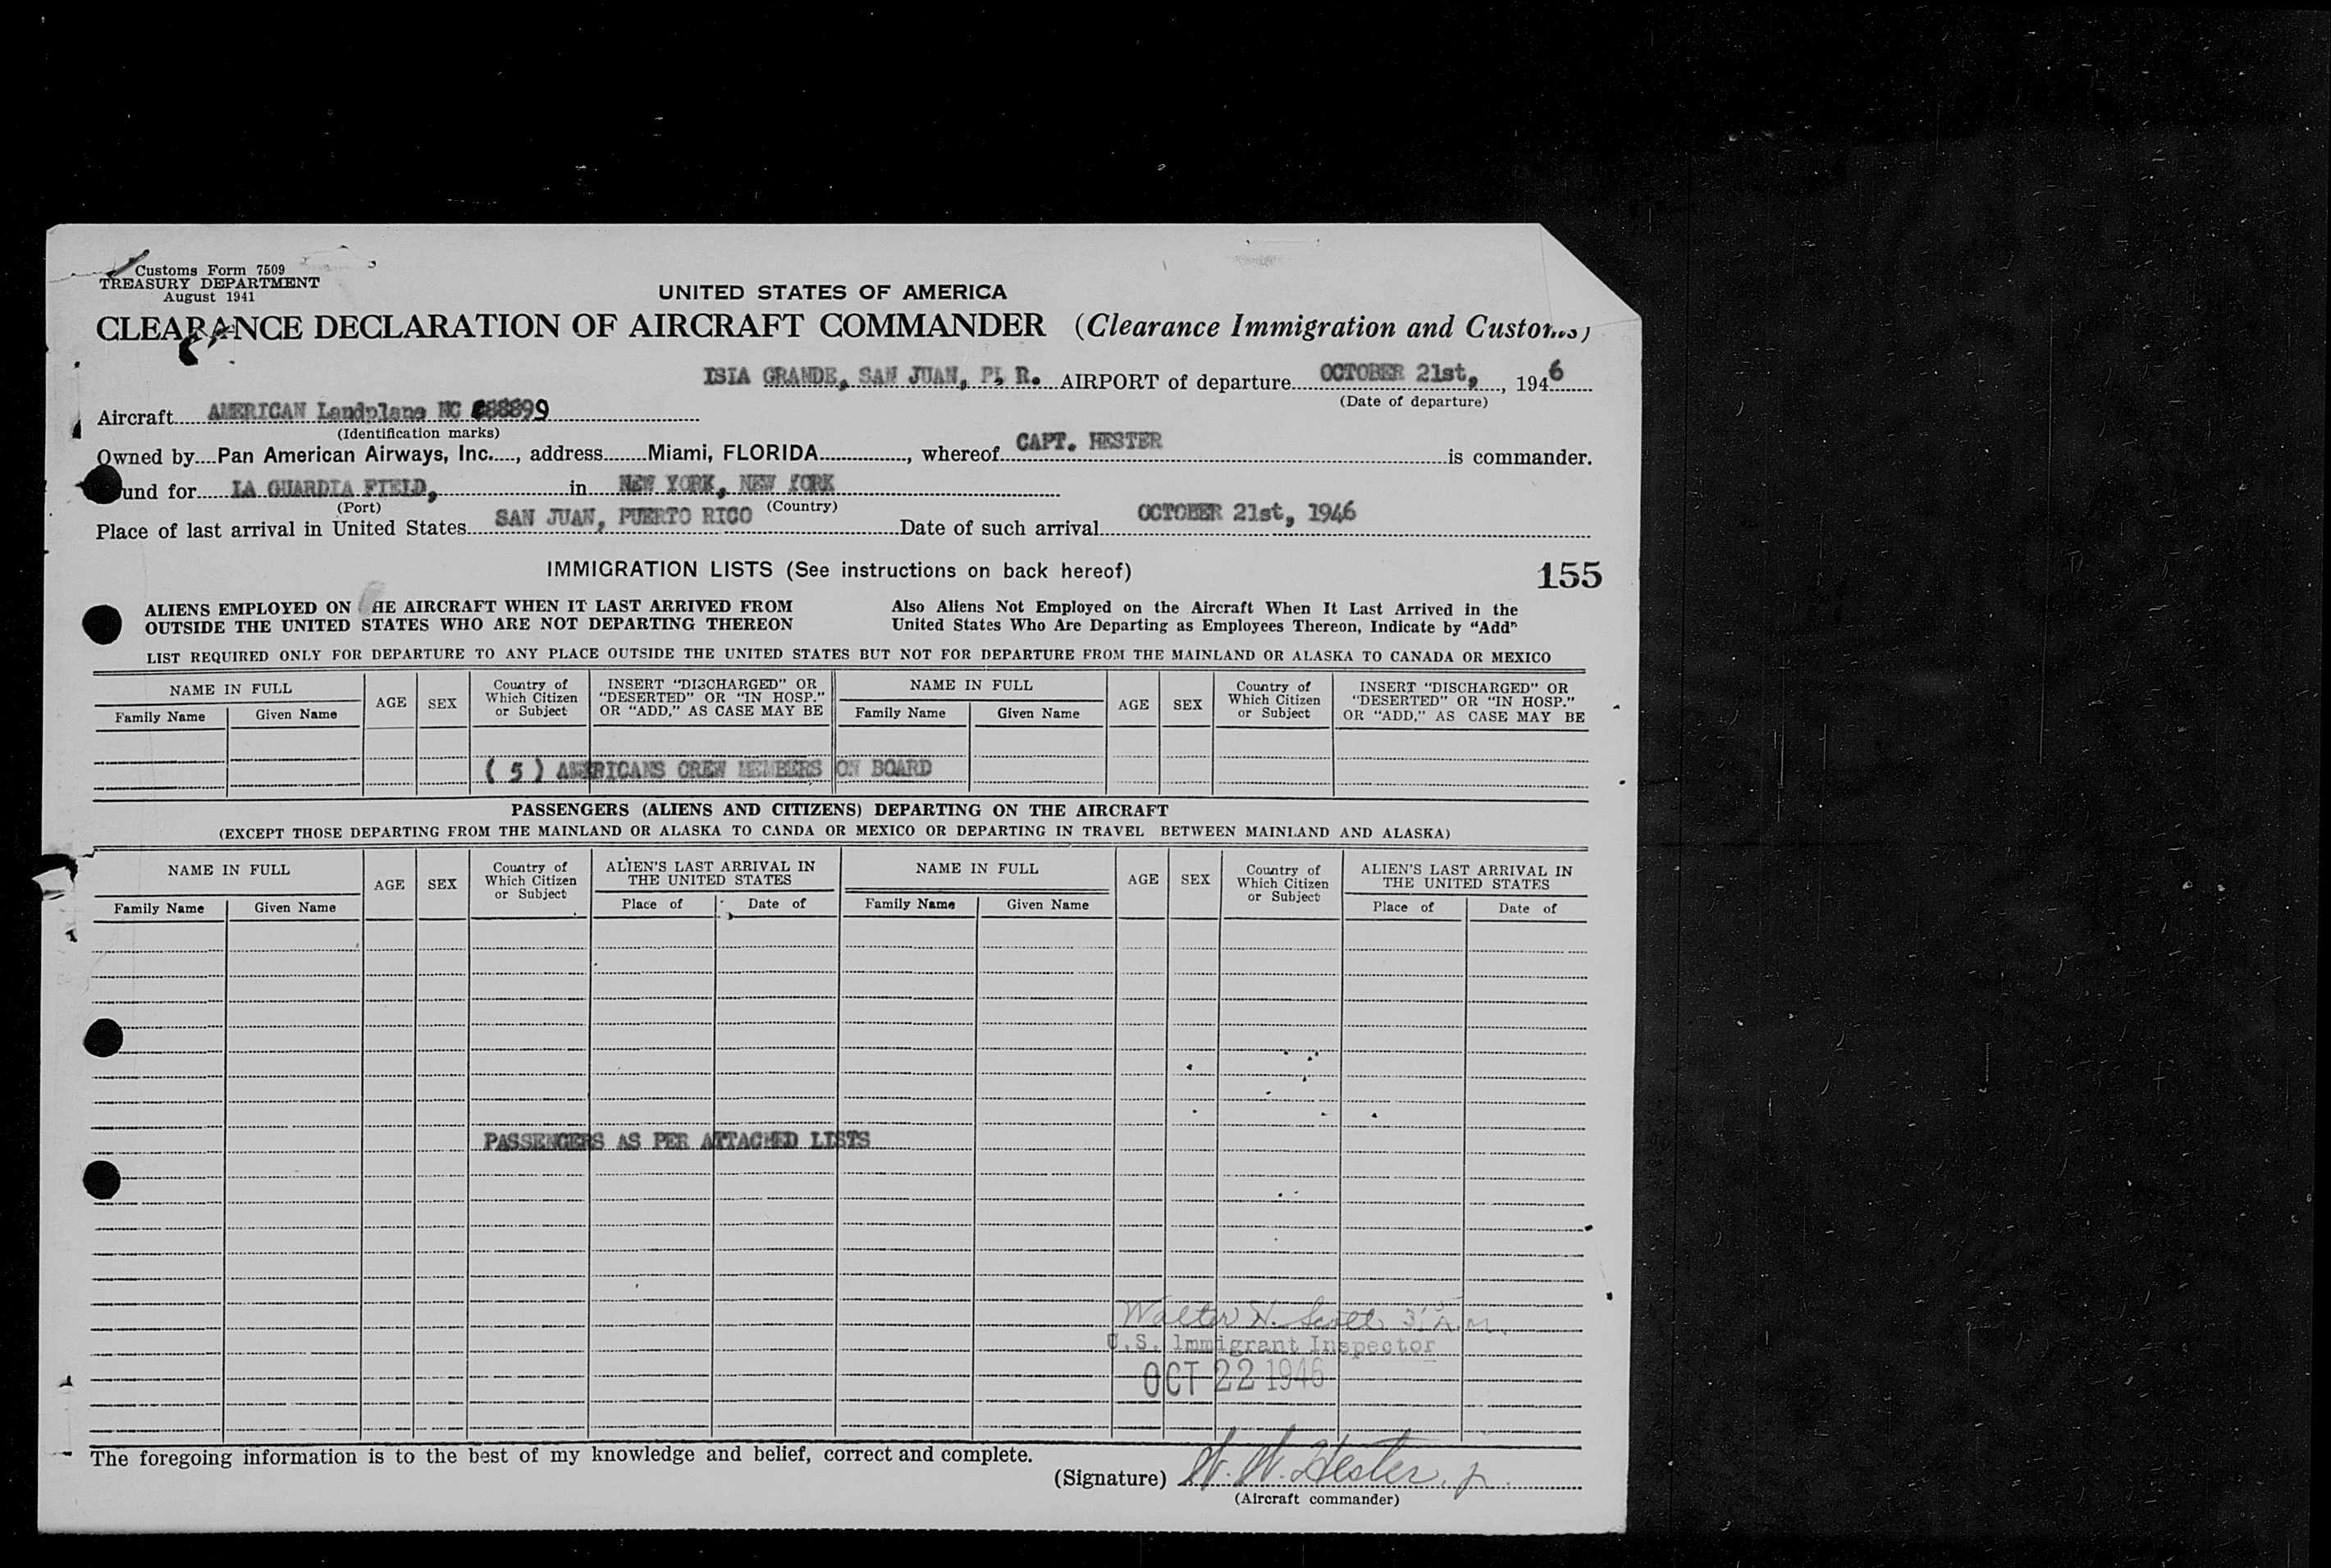 Customs Form 7509
TREASURY DEPARTMENT
August 1941
UNITED STATES OF AMERICA
CLEARANCE DECLARATION OF AIRCRAFT COMMANDER (Clearance Immigration and Customs)
ISIA GRANDE, SAN JUAN, P. R. AIRPORT of departure OCTOBER 21st, , 1946
(Date of departure)
Aircraft AMERICAN Landplane NC 88899
(Identification marks)
Owned by Pan American Airways, Inc. , address Miami, FLORIDA , whereof CAPT. HESTER is commander.
und for LA GUARDIA FIELD, in NEW YORK, NEW YORK
(Port) (Country)
Place of last arrival in United States SAN JUAN, PUERTO RICO Date of such arrival OCTOBER 21st, 1946
IMMIGRATION LISTS (See instructions on back hereof)
155
ALIENS EMPLOYED ON HE AIRCRAFT WHEN IT LAST ARRIVED FROM
OUTSIDE THE UNITED STATES WHO ARE NOT DEPARTING THEREON
Also Aliens Not Employed on the Aircraft When It Last Arrived in the
United States Who Are Departing as Employees Thereon, Indicate by "Add"
LIST REQUIRED ONLY FOR DEPARTURE TO ANY PLACE OUTSIDE THE UNITED STATES BUT NOT FOR DEPARTURE FROM THE MAINLAND OR ALASKA TO CANADA OR MEXICO
NAME IN FULL
Family Name Given Name
AGE
SEX
Country of
Which Citizen
or Subject
INSERT "DISCHARGED" OR
"DESERTED" OR "IN HOSP."
OR "ADD," AS CASE MAY BE
NAME IN FULL
Family Name Given Name
AGE
SEX
Country of
Which Citizen
or Subject
INSERT "DISCHARGED" OR
"DESERTED" OR "IN HOSP."
OR "ADD," AS CASE MAY BE
( 5 ) AMERICANS CREW MEMBERS ON BOARD
PASSENGERS (ALIENS AND CITIZENS) DEPARTING ON THE AIRCRAFT
(EXCEPT THOSE DEPARTING FROM THE MAINLAND OR ALASKA TO CANDA OR MEXICO OR DEPARTING IN TRAVEL BETWEEN MAINLAND AND ALASKA)
NAME IN FULL
Family Name Given Name
AGE
SEX
Country of
Which Citizen
or Subject
ALIEN'S LAST ARRIVAL IN
THE UNITED STATES
Place of Date of
NAME IN FULL
Family Name Given Name
AGE
SEX
Country of
Which Citizen
or Subject
ALIEN'S LAST ARRIVAL IN
THE UNITED STATES
Place of Date of
PASSENGERS AS PER ATTACHED LISTS
Walter N. A.M.
U.S. Immigrant Inspector
OCT 22 1946
The foregoing information is to the best of my knowledge and belief, correct and complete.
(Signature) W. W. Hester, Jr.
(Aircraft commander)